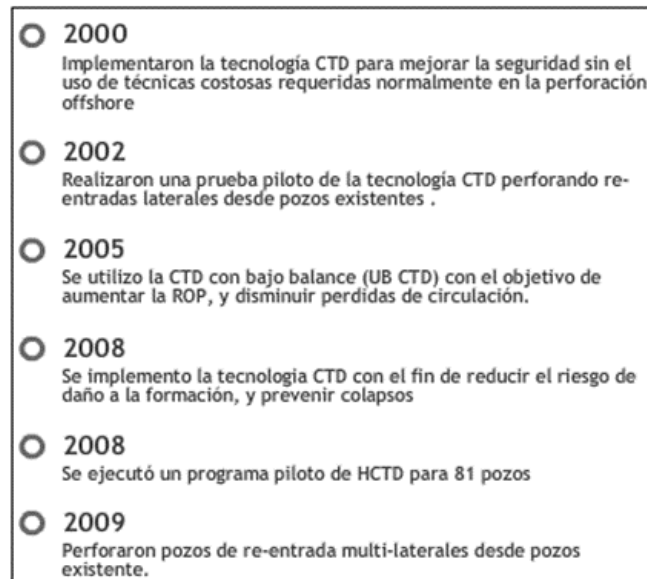 2000
Implementaron la tecnología CTD para mejorar la seguridad sin el
uso de técnicas costosas requeridas normalmente en la perforación
offshore
2002
Realizaron una prueba piloto de la tecnología CTD perforando re-
entradas laterales desde pozos existentes .
2005
Se utilizo la CTD con bajo balance (UB CTD) con el objetivo de
aumentar la ROP, y disminuir perdidas de circulación.
2008
Se implemento la tecnologia CTD con el fin de reducir el riesgo de
daño a la formación, y prevenir colapsos
2008
Se ejecutó un programa piloto de HCTD para 81 pozos
2009
Perforaron pozos de re-entrada multi-laterales desde pozos
existente.